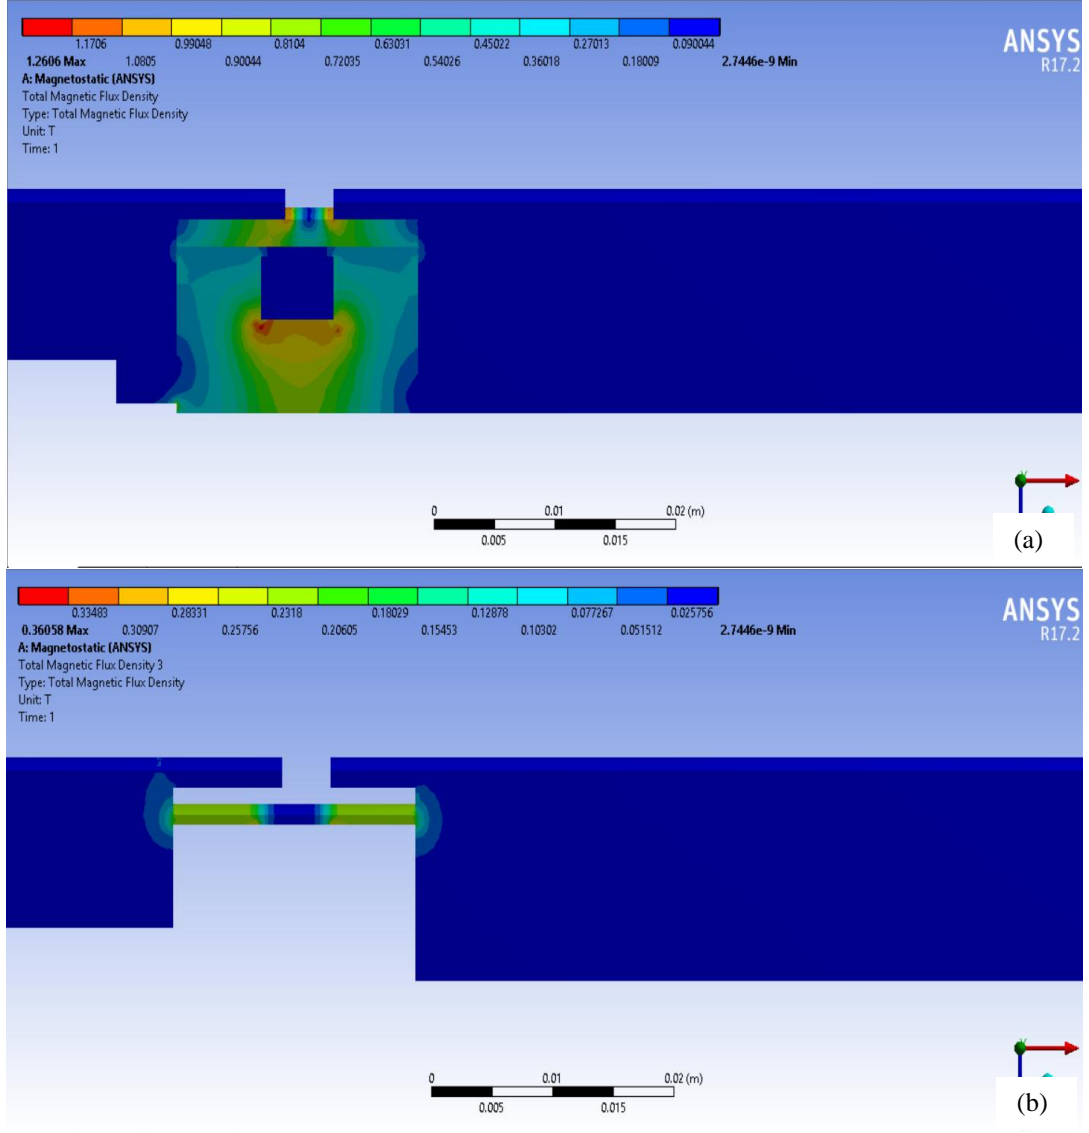 1.1706 0.99048 0.8104 0.63031 0.45022 0.27013 0.090044
1.2606 Max 1.0805 0.90044 0.72035 0.54026 0.36018 0.18009 2.7446e-9 Min
A: Magnetostatic (ANSYS)
Total Magnetic Flux Density
Type: Total Magnetic Flux Density
Unit: T
Time: 1
ANSYS
R17.2
0 0.01 0.02 (m)
0.005 0.015
Y
(a)
0.33483 0.28331 0.2318 0.18029 0.12878 0.077267 0.025756
0.36058 Max 0.30907 0.25756 0.20605 0.15453 0.10302 0.051512 2.7446e-9 Min
A: Magnetostatic (ANSYS)
Total Magnetic Flux Density 3
Type: Total Magnetic Flux Density
Unit: T
Time: 1
ANSYS
R17.2
0 0.01 0.02 (m)
0.005 0.015
Y
(b)